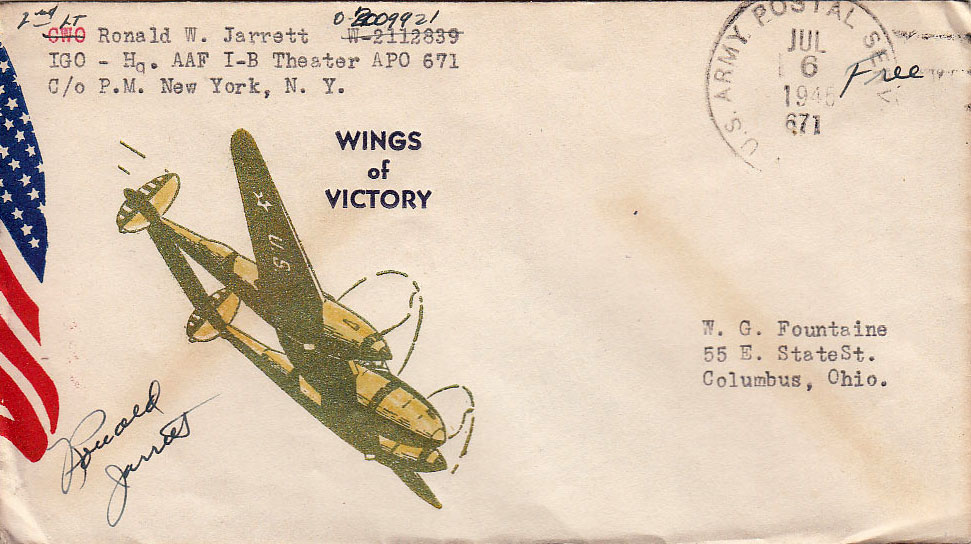 2nd LT O-2009921
CWO Ronald W. Jarrett W-2112839
IGO - Hq. AAF I-B Theater APO 671
C/o P.M. New York, N. Y.
U.S. ARMY POSTAL SERV
JUL
6
1945
671
Free
WINGS
of
VICTORY
U S
W. G. Fountaine
55 E. StateSt.
Columbus, Ohio.
Ronald
Jarrett